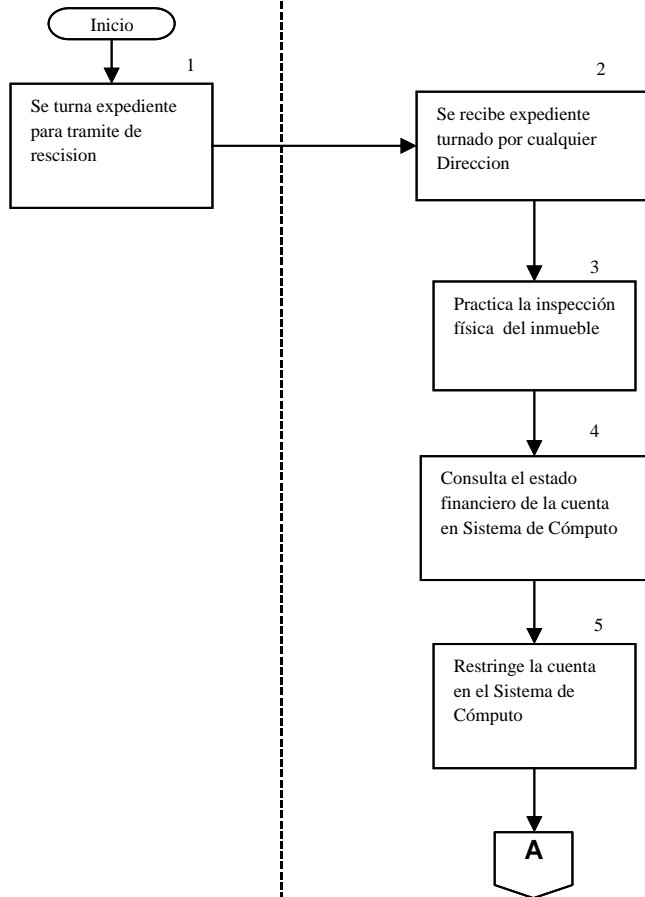 Inicio
1
Se turna expediente
para tramite de
rescision
2
Se recibe expediente
turnado por cualquier
Direccion
3
Practica la inspección
física del inmueble
4
Consulta el estado
financiero de la cuenta
en Sistema de Cómputo
5
Restringe la cuenta
en el Sistema de
Cómputo
A